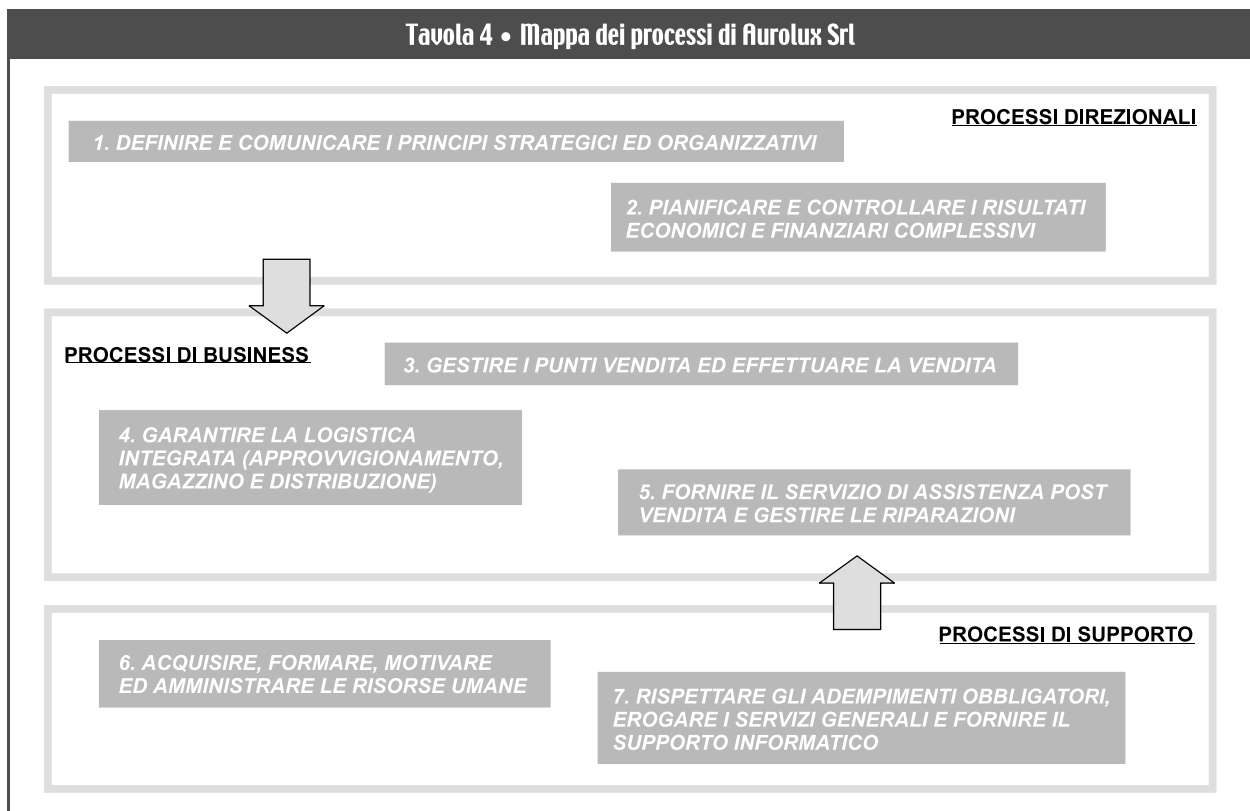 Tavola 4 • Mappa dei processi di Aurolux Srl
PROCESSI DIREZIONALI
1. DEFINIRE E COMUNICARE I PRINCIPI STRATEGICI ED ORGANIZZATIVI
2. PIANIFICARE E CONTROLLARE I RISULTATI
ECONOMICI E FINANZIARI COMPLESSIVI
PROCESSI DI BUSINESS
3. GESTIRE I PUNTI VENDITA ED EFFETTUARE LA VENDITA
4. GARANTIRE LA LOGISTICA
INTEGRATA (APPROVVIGIONAMENTO,
MAGAZZINO E DISTRIBUZIONE)
5. FORNIRE IL SERVIZIO DI ASSISTENZA POST
VENDITA E GESTIRE LE RIPARAZIONI
PROCESSI DI SUPPORTO
6. ACQUISIRE, FORMARE, MOTIVARE
ED AMMINISTRARE LE RISORSE UMANE
7. RISPETTARE GLI ADEMPIMENTI OBBLIGATORI,
EROGARE I SERVIZI GENERALI E FORNIRE IL
SUPPORTO INFORMATICO